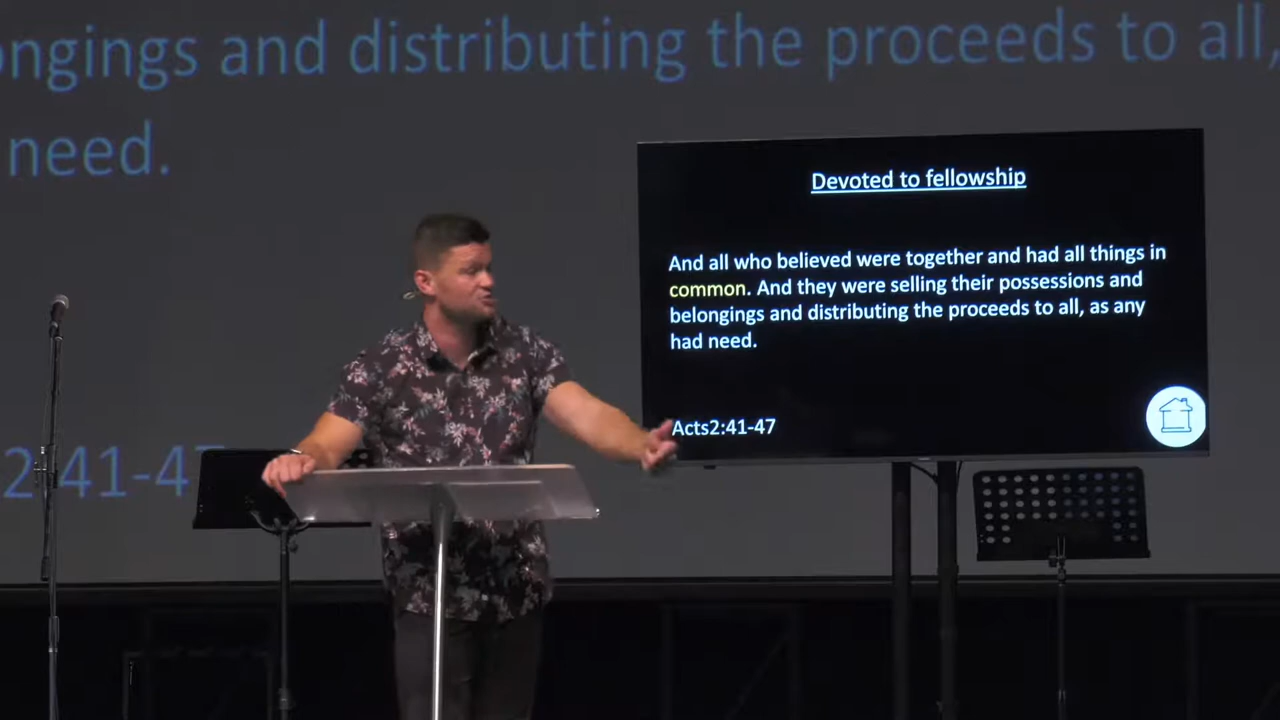 ongings and distributing the proceeds to all,
need.
2:41-47
Devoted to fellowship
And all who believed were together and had all things in
common. And they were selling their possessions and
belongings and distributing the proceeds to all, as any
had need.
Acts2:41-47